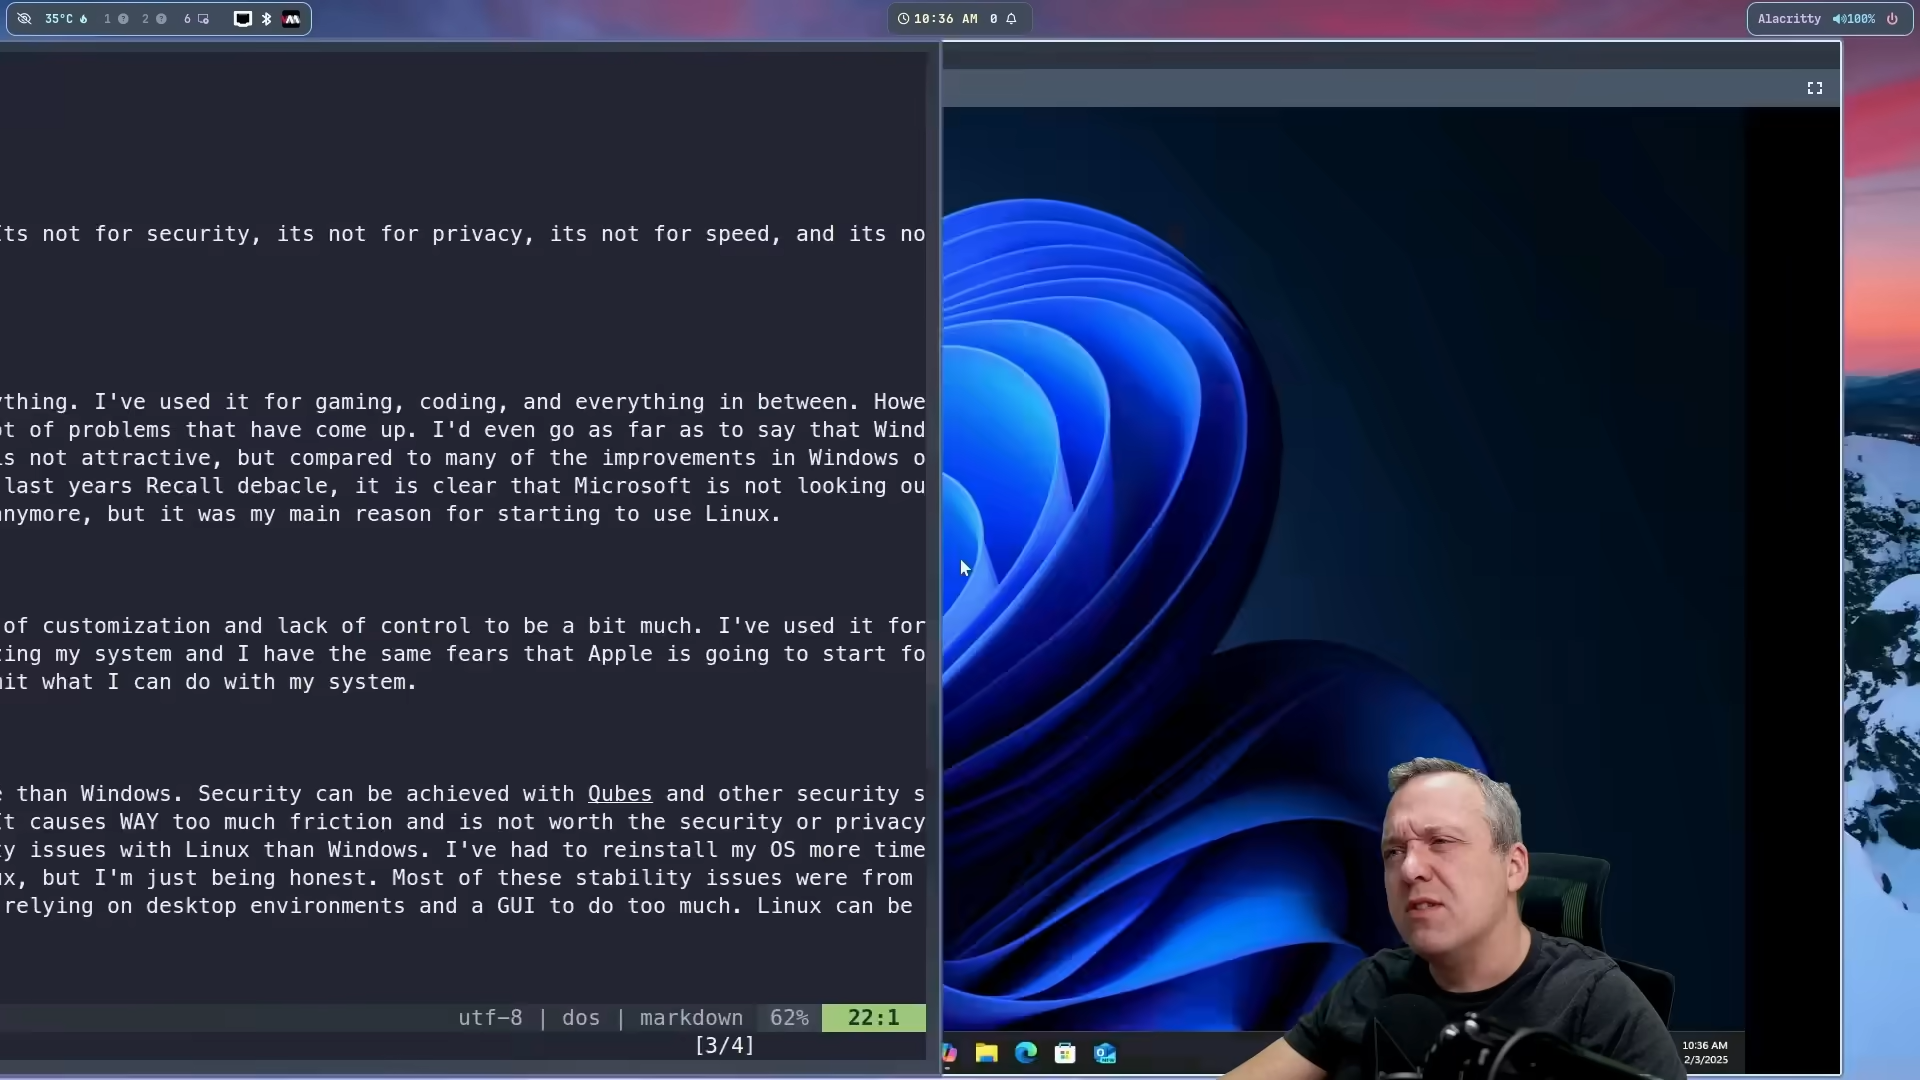 35°C
1
2
6
10:36 AM
0
Alacritty
100%
its not for security, its not for privacy, its not for speed, and its no
ything. I've used it for gaming, coding, and everything in between. Howe
ot of problems that have come up. I'd even go as far as to say that Wind
is not attractive, but compared to many of the improvements in Windows o
last years Recall debacle, it is clear that Microsoft is not looking ou
anymore, but it was my main reason for starting to use Linux.
of customization and lack of control to be a bit much. I've used it for
ting my system and I have the same fears that Apple is going to start fo
mit what I can do with my system.
e than Windows. Security can be achieved with Qubes and other security s
it causes WAY too much friction and is not worth the security or privacy
ty issues with Linux than Windows. I've had to reinstall my OS more time
ux, but I'm just being honest. Most of these stability issues were from
relying on desktop environments and a GUI to do too much. Linux can be
utf-8 | dos | markdown 62% 22:1
[3/4]
10:36 AM
2/3/2025